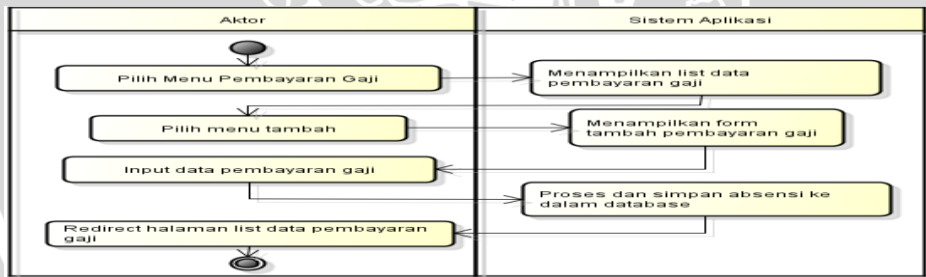 Aktor
Sistem Aplikasi
Pilih Menu Pembayaran Gaji
Menampilkan list data
pembayaran gaji
Pilih menu tambah
Menampilkan form
tambah pembayaran gaji
Input data pembayaran gaji
Proses dan simpan absensi ke
dalam database
Redirect halaman list data pembayaran
gaji